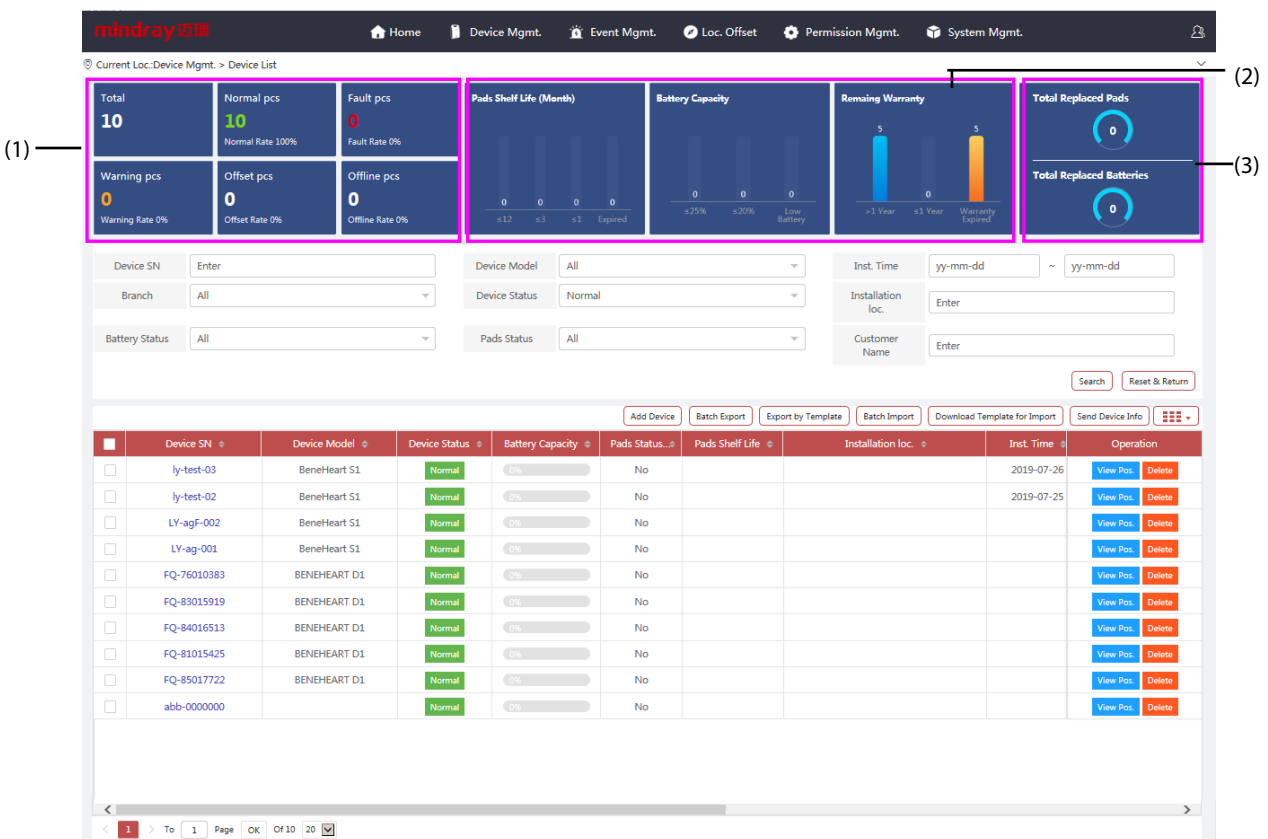 mindray迈瑞
Home Device Mgmt. Event Mgmt. Loc. Offset Permission Mgmt. System Mgmt.
Current Loc.:Device Mgmt. > Device List
(1)
(2)
(3)
Total
10
Normal pcs
10
Normal Rate 100%
Fault pcs
0
Fault Rate 0%
Warning pcs
0
Warning Rate 0%
Offset pcs
0
Offset Rate 0%
Offline pcs
0
Offline Rate 0%
Pads Shelf Life (Month)
0 0 0 0
≤12 ≤3 ≤1 Expired
Battery Capacity
0 0 0
≤25% ≤20% Low Battery
Remaing Warranty
5 0 5
>1 Year ≤1 Year Warranty Expired
Total Replaced Pads
0
Total Replaced Batteries
0
Device SN Enter Device Model All Inst. Time yy-mm-dd ~ yy-mm-dd
Branch All Device Status Normal Installation loc. Enter
Battery Status All Pads Status All Customer Name Enter
Search Reset & Return
Add Device Batch Export Export by Template Batch Import Download Template for Import Send Device Info
Device SN Device Model Device Status Battery Capacity Pads Status... Pads Shelf Life Installation loc. Inst. Time Operation
ly-test-03 BeneHeart S1 Normal 0% No 2019-07-26 View Pos. Delete
ly-test-02 BeneHeart S1 Normal 0% No 2019-07-25 View Pos. Delete
LY-agF-002 BeneHeart S1 Normal 0% No View Pos. Delete
LY-ag-001 BeneHeart S1 Normal 0% No View Pos. Delete
FQ-76010383 BENEHEART D1 Normal 0% No View Pos. Delete
FQ-83015919 BENEHEART D1 Normal 0% No View Pos. Delete
FQ-84016513 BENEHEART D1 Normal 0% No View Pos. Delete
FQ-81015425 BENEHEART D1 Normal 0% No View Pos. Delete
FQ-85017722 BENEHEART D1 Normal 0% No View Pos. Delete
abb-0000000 Normal 0% No View Pos. Delete
< 1 > To 1 Page OK Of 10 20